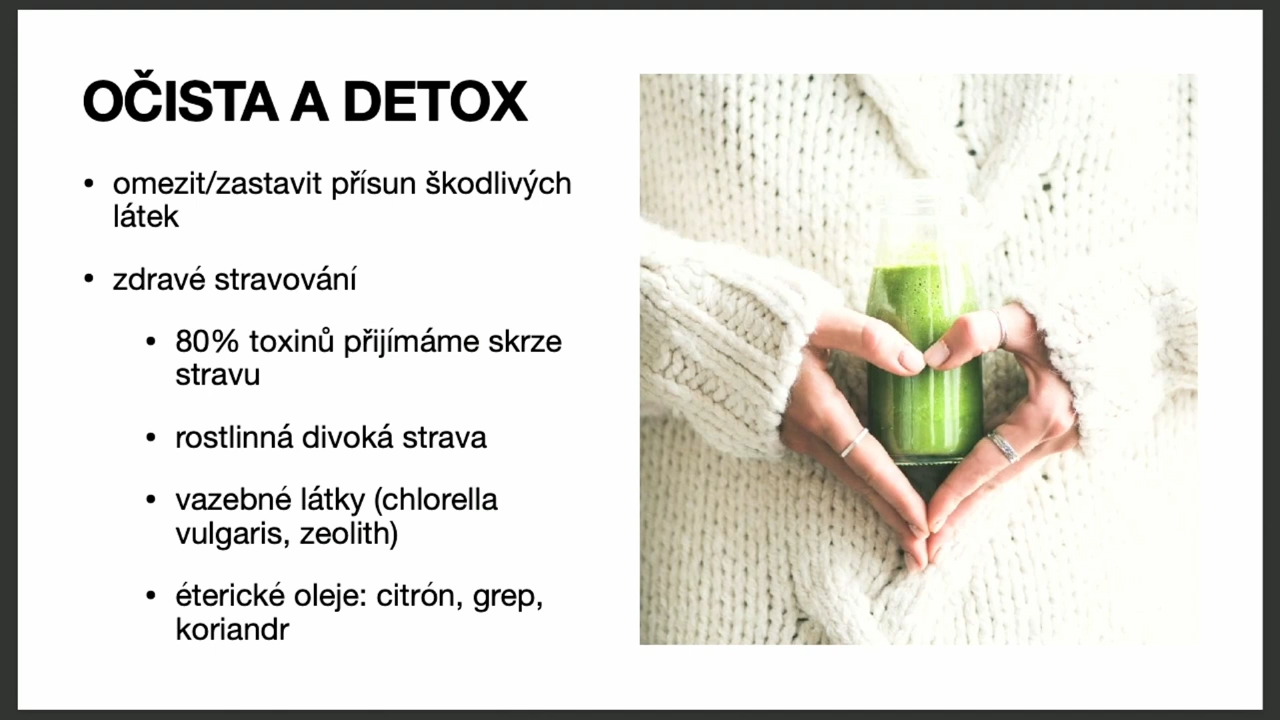 OČISTA A DETOX
• omezit/zastavit přísun škodlivých
látek
• zdravé stravování
• 80% toxinů přijímáme skrze
stravu
• rostlinná divoká strava
• vazebné látky (chlorella
vulgaris, zeolith)
• éterické oleje: citrón, grep,
koriandr